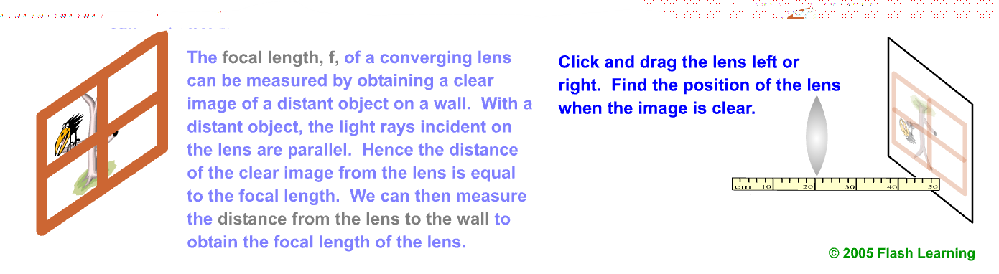 The focal length, f, of a converging lens
can be measured by obtaining a clear
image of a distant object on a wall.  With a
distant object, the light rays incident on
the lens are parallel.  Hence the distance
of the clear image from the lens is equal
to the focal length.  We can then measure
the distance from the lens to the wall to
obtain the focal length of the lens.
Click and drag the lens left or
right.  Find the position of the lens
when the image is clear.
cm 10 20 30 40 50
© 2005 Flash Learning